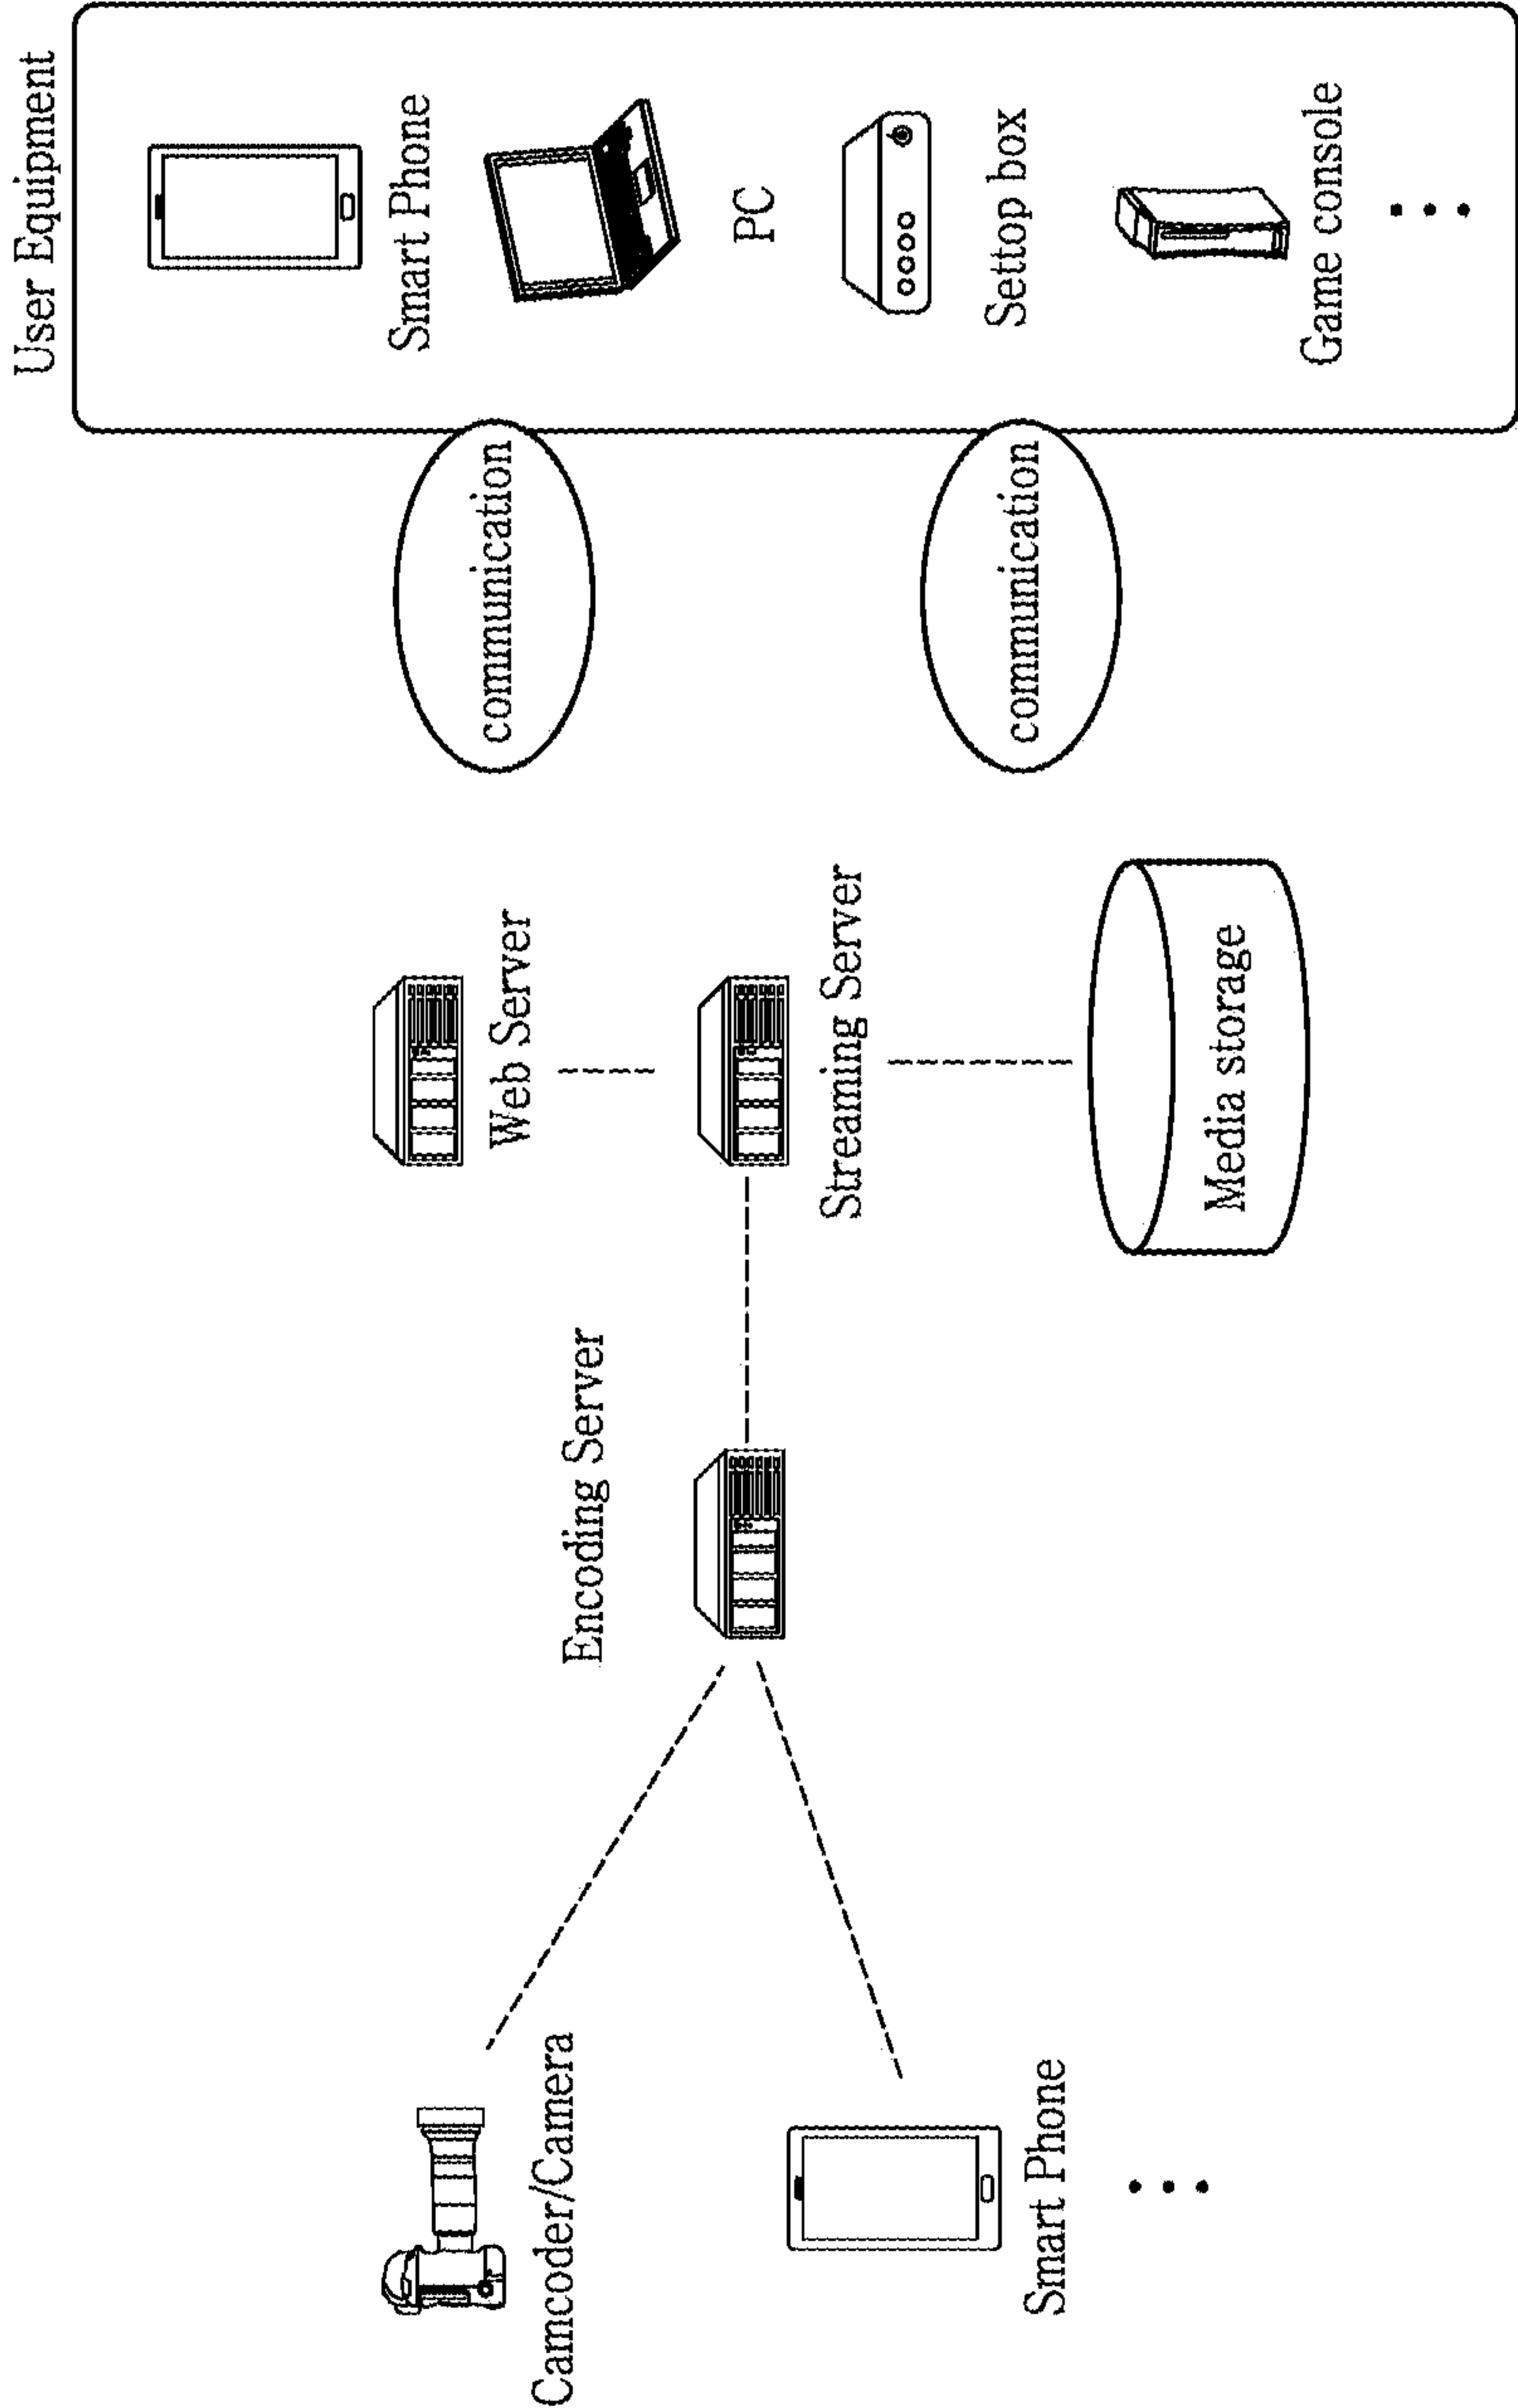 User Equipment
Smart Phone
PC
Settop box
Game console
communication
communication
Web Server
Streaming Server
Media storage
Encoding Server
Camcoder/Camera
Smart Phone